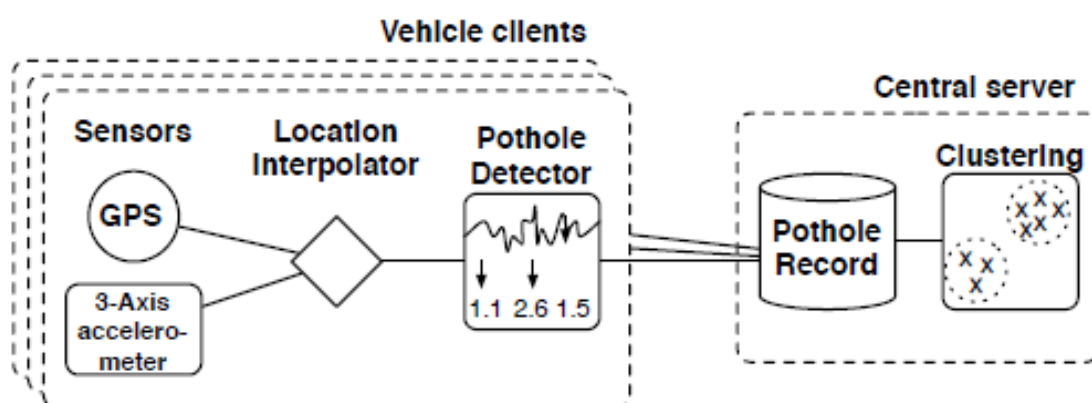 Vehicle clients
Central server
Sensors
Location
Interpolator
Pothole
Detector
Clustering
GPS
3-Axis
accelero-
meter
1.1 2.6 1.5
Pothole
Record
x
x x
x x
x
x
x